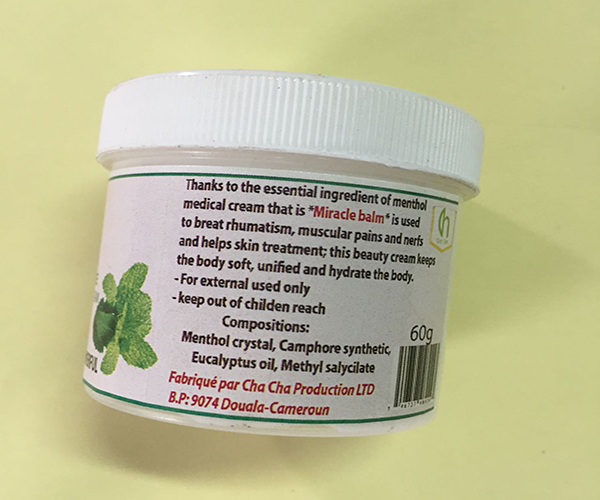 Thanks to the essential ingredient of menthol
medical cream that is *Miracle balm* is used
to breat rhumatism, muscular pains and nerfs
and helps skin treatment; this beauty cream keeps
the body soft, unified and hydrate the body.
- For external used only
- keep out of childen reach
Compositions:
Menthol crystal, Camphore synthetic,
Eucalyptus oil, Methyl salycilate
Fabriqué par Cha Cha Production LTD
B.P: 9074 Douala-Cameroun
60g